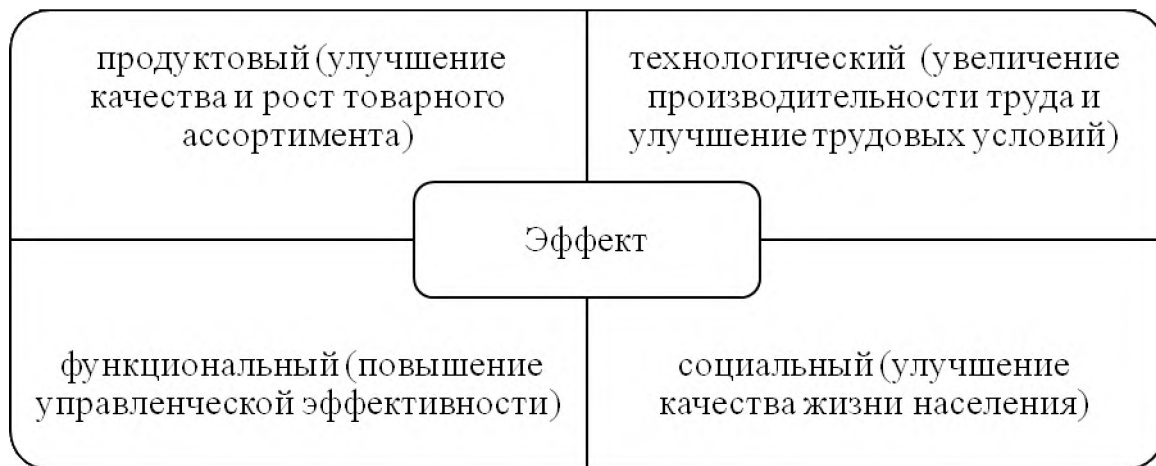 продуктовый (улучшение
качества и рост товарного
ассортимента)
технологический (увеличение
производительности труда и
улучшение трудовых условий)
Эффект
функциональный (повышение
управленческой эффективности)
социальный (улучшение
качества жизни населения)